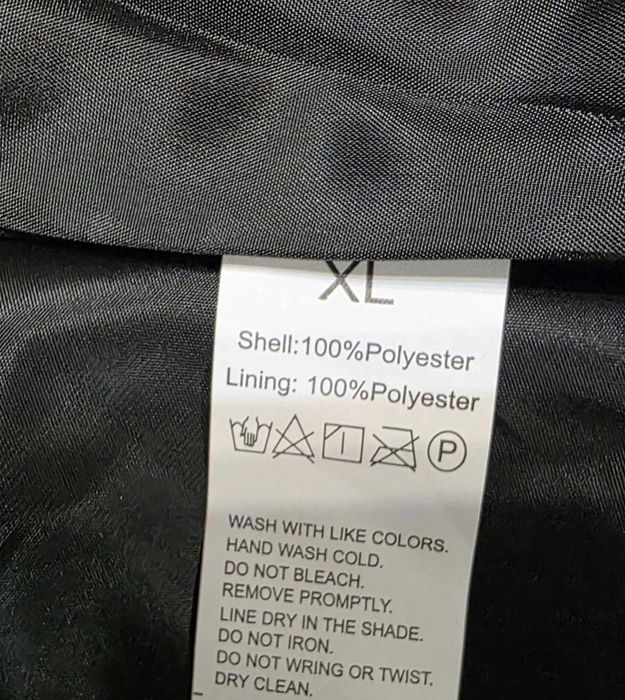 XL
Shell:100%Polyester
Lining: 100%Polyester
P
WASH WITH LIKE COLORS.
HAND WASH COLD.
DO NOT BLEACH.
REMOVE PROMPTLY.
LINE DRY IN THE SHADE.
DO NOT IRON.
DO NOT WRING OR TWIST.
DRY CLEAN.